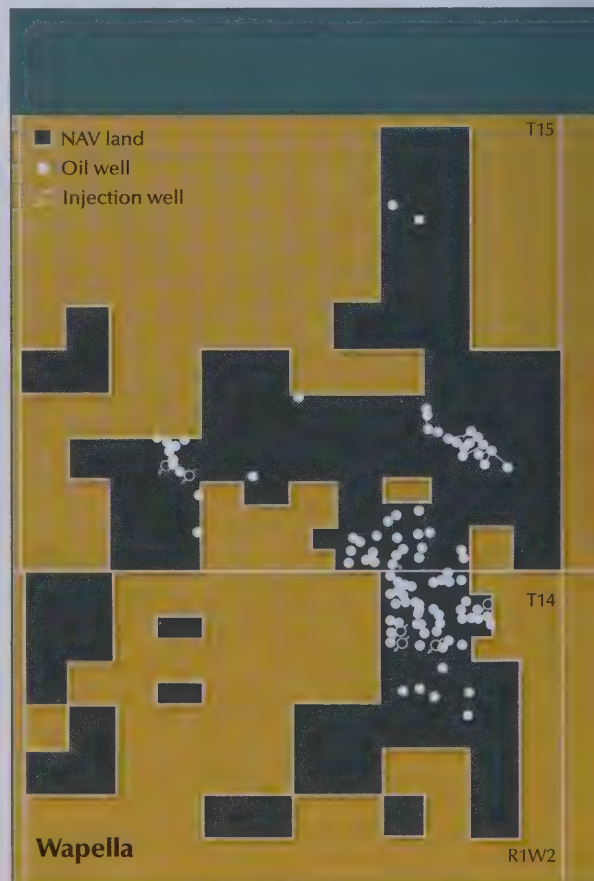 T15
NAV land
Oil well
Injection well
T14
Wapella
R1W2